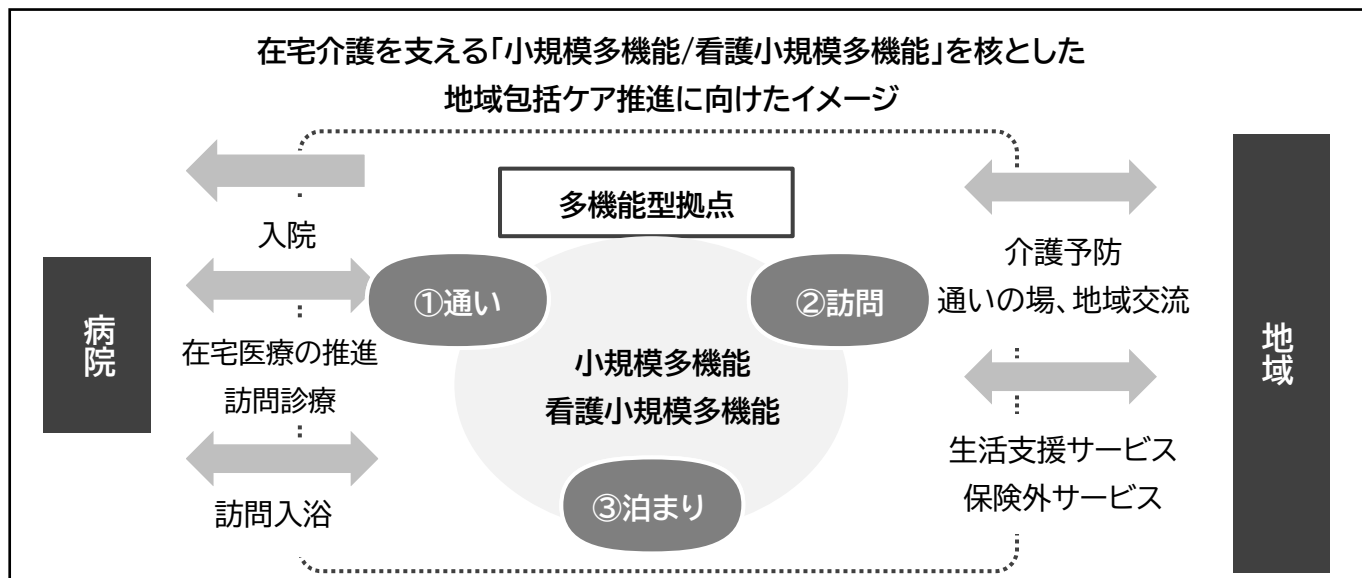 在宅介護を支える「小規模多機能/看護小規模多機能」を核とした
地域包括ケア推進に向けたイメージ
多機能型拠点
入院
病院
在宅医療の推進
訪問診療
訪問入浴
①通い
②訪問
小規模多機能
看護小規模多機能
③泊まり
介護予防
通いの場、地域交流
生活支援サービス
保険外サービス
地域